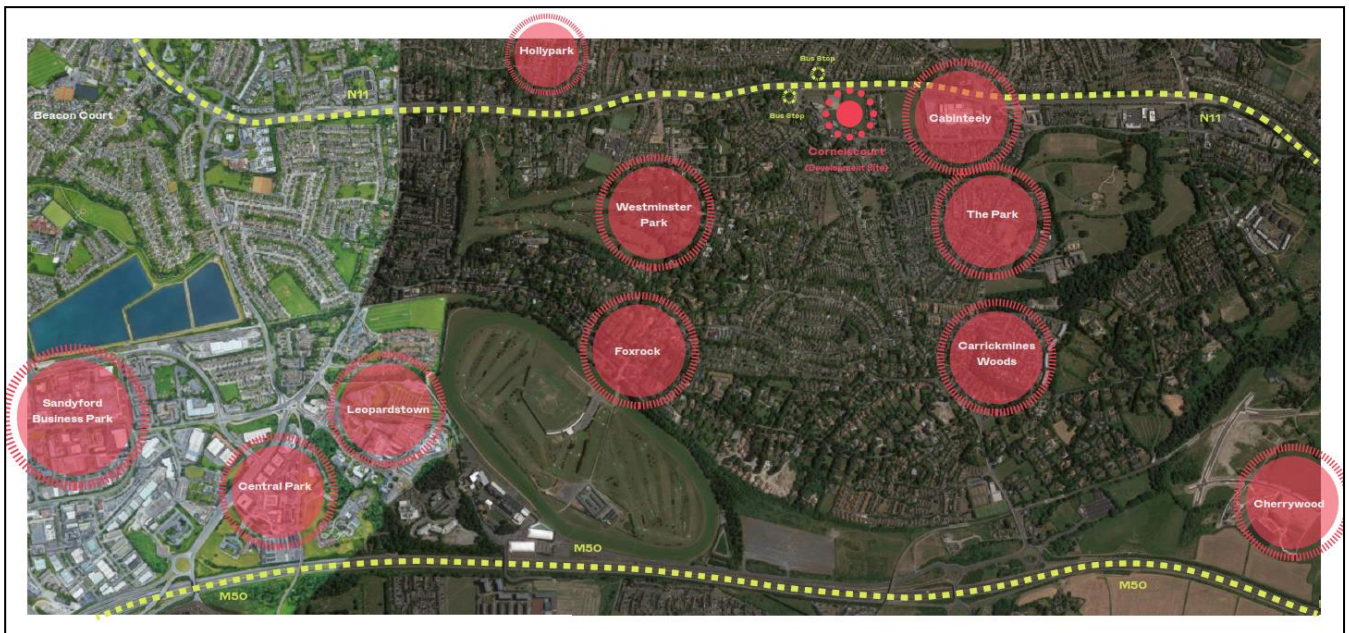 Hollypark
Bus Stop
N11
Beacon Court
Bus Stop
Cabinteely
N11
Cornelscourt
(Development Site)
Westminster
Park
The Park
Foxrock
Carrickmines
Woods
Sandyford
Business Park
Leopardstown
Central Park
Cherrywood
M50
M50
M50